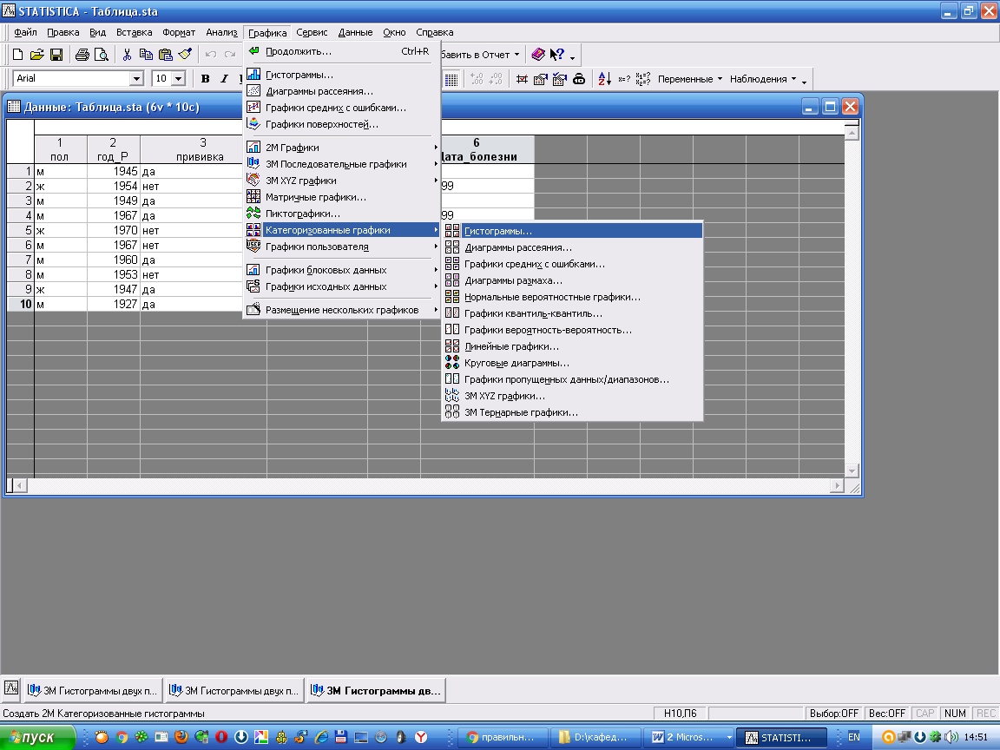 STATISTICA - Таблица.sta
Файл Правка Вид Вставка Формат Анализ Графика Сервис Данные Окно Справка
бавить в Отчет
Arial 10 B I Переменные Наблюдения
Данные: Таблица.sta (6v * 10c)
1 2 3 6
пол год_Р прививка Дата_болезни
1 м 1945 да
2 ж 1954 нет 99
3 м 1949 да
4 м 1967 да 99
5 ж 1970 нет
6 м 1967 нет
7 м 1960 да
8 м 1953 нет
9 ж 1947 да
10 м 1927 да
Продолжить... Ctrl+R
Гистограммы...
Диаграммы рассеяния...
Графики средних с ошибками...
Графики поверхностей...
2М Графики
3М Последовательные графики
3М XYZ графики
Матричные графики...
Пиктографики...
Категоризованные графики
Графики пользователя
Графики блоковых данных
Графики исходных данных
Размещение нескольких графиков
Гистограммы...
Диаграммы рассеяния...
Графики средних с ошибками...
Диаграммы размаха...
Нормальные вероятностные графики...
Графики квантиль-квантиль...
Графики вероятность-вероятность...
Линейные графики...
Круговые диаграммы...
Графики пропущенных данных/диапазонов...
3М XYZ графики...
3М Тернарные графики...
3М Гистограммы двух п... 3М Гистограммы двух п... 3М Гистограммы дв...
Создать 2М Категоризованные гистограммы Н10,П6 Выбор:OFF Вес:OFF CAP NUM REC
пуск правильн... D:\кафед... 2 Micros... STATISTI... EN 14:51